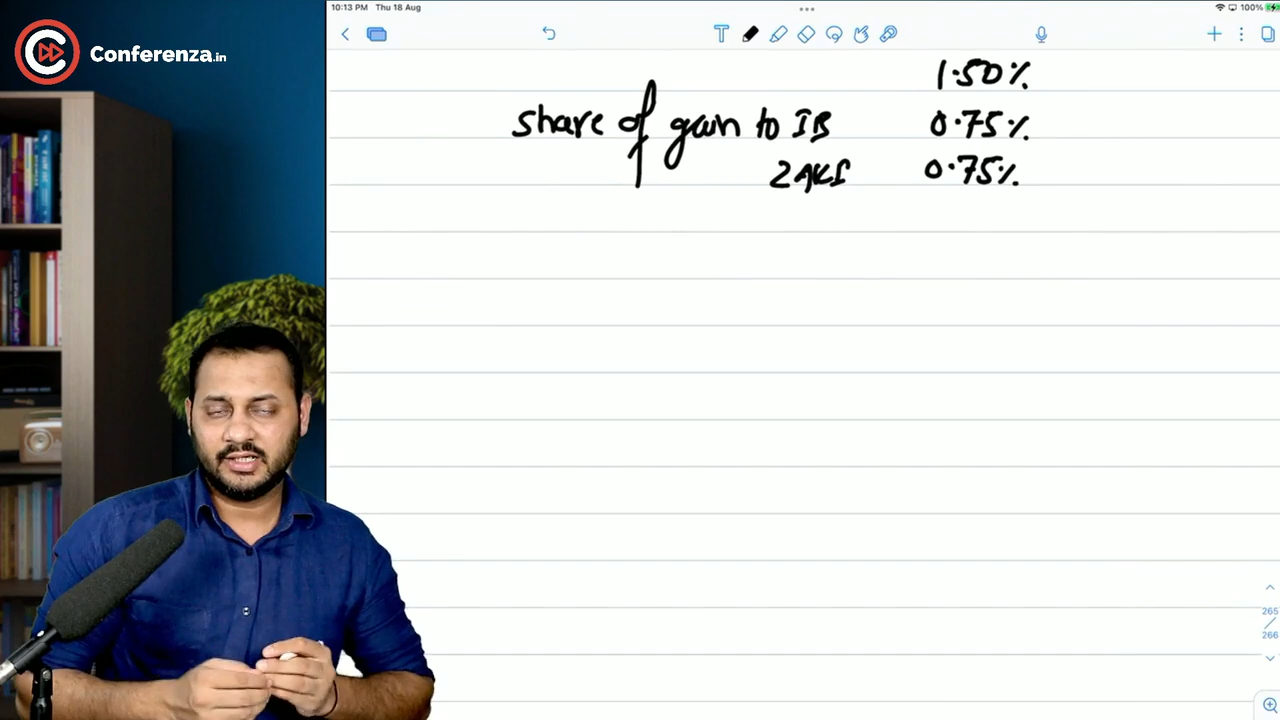 Conferenza.in
10:13 PM Thu 18 Aug
100%
1.50%
share of gain to IB 0.75%
ZAKI 0.75%
265
266